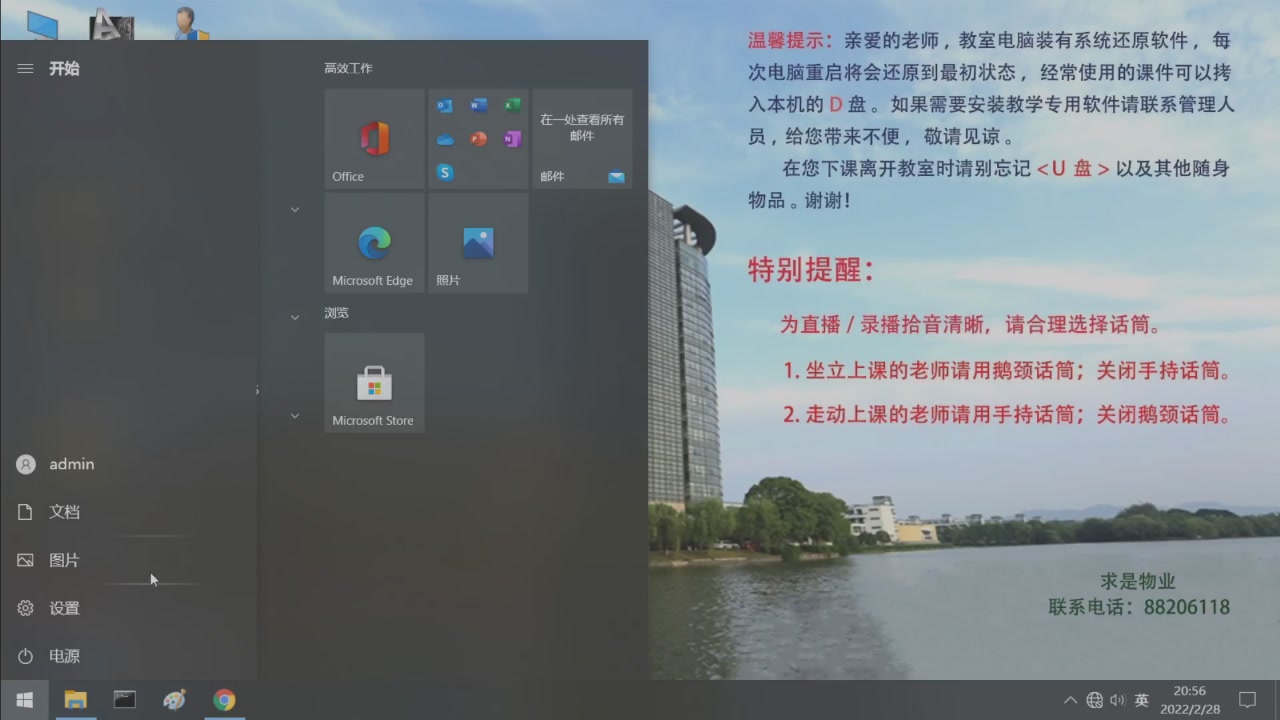 开始
高效工作
Office
在一处查看所有
邮件
邮件
Microsoft Edge
照片
浏览
Microsoft Store
admin
文档
图片
设置
电源
温馨提示：亲爱的老师，教室电脑装有系统还原软件，每
次电脑重启将会还原到最初状态，经常使用的课件可以拷
入本机的 D 盘。如果需要安装教学专用软件请联系管理人
员，给您带来不便，敬请见谅。
在您下课离开教室时请别忘记 <U 盘> 以及其他随身
物品。谢谢！
特别提醒：
为直播 / 录播拾音清晰，请合理选择话筒。
1. 坐立上课的老师请用鹅颈话筒；关闭手持话筒。
2. 走动上课的老师请用手持话筒；关闭鹅颈话筒。
求是物业
联系电话：88206118
英
20:56
2022/2/28